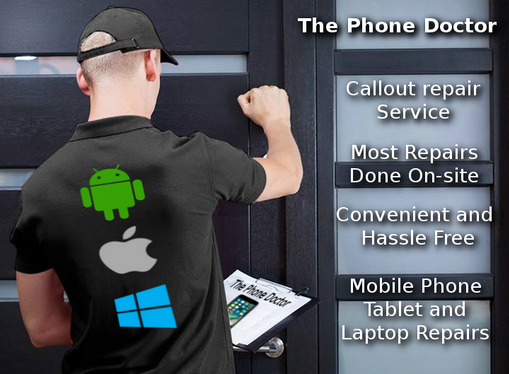 The Phone Doctor
Callout repair
Service
Most Repairs
Done On-site
Convenient and
Hassle Free
Mobile Phone
Tablet and
Laptop Repairs
The Phone Doctor